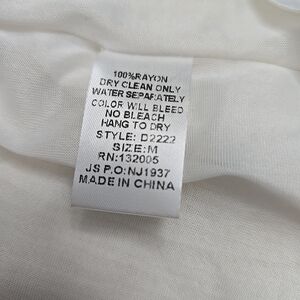 100%RAYON
DRY CLEAN ONLY
WATER SEPARATELY
COLOR WILL BLEED
NO BLEACH
HANG TO DRY
STYLE: D2222
SIZE:M
RN:132005
JS P.O:NJ1937
MADE IN CHINA